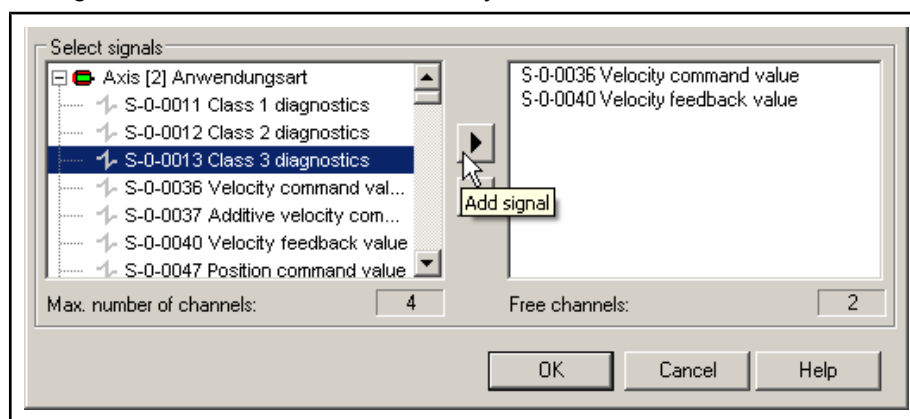 Select signals
Axis [2] Anwendungsart
S-0-0011 Class 1 diagnostics
S-0-0012 Class 2 diagnostics
S-0-0013 Class 3 diagnostics
S-0-0036 Velocity command val...
S-0-0037 Additive velocity com...
S-0-0040 Velocity feedback value
S-0-0047 Position command value
Max. number of channels: 4
Add signal
S-0-0036 Velocity command value
S-0-0040 Velocity feedback value
Free channels: 2
OK Cancel Help